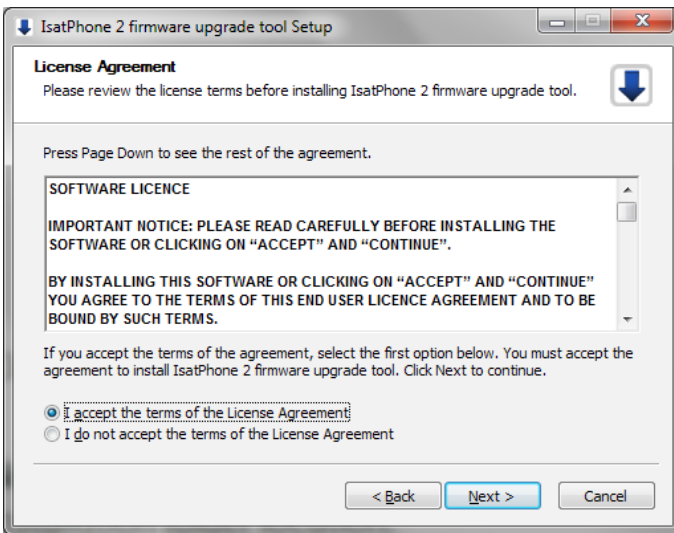 IsatPhone 2 firmware upgrade tool Setup
License Agreement
Please review the license terms before installing IsatPhone 2 firmware upgrade tool.
Press Page Down to see the rest of the agreement.
SOFTWARE LICENCE
IMPORTANT NOTICE: PLEASE READ CAREFULLY BEFORE INSTALLING THE
SOFTWARE OR CLICKING ON “ACCEPT” AND “CONTINUE”.
BY INSTALLING THIS SOFTWARE OR CLICKING ON “ACCEPT” AND “CONTINUE”
YOU AGREE TO THE TERMS OF THIS END USER LICENCE AGREEMENT AND TO BE
BOUND BY SUCH TERMS.
If you accept the terms of the agreement, select the first option below. You must accept the
agreement to install IsatPhone 2 firmware upgrade tool. Click Next to continue.
I accept the terms of the License Agreement
I do not accept the terms of the License Agreement
< Back Next > Cancel